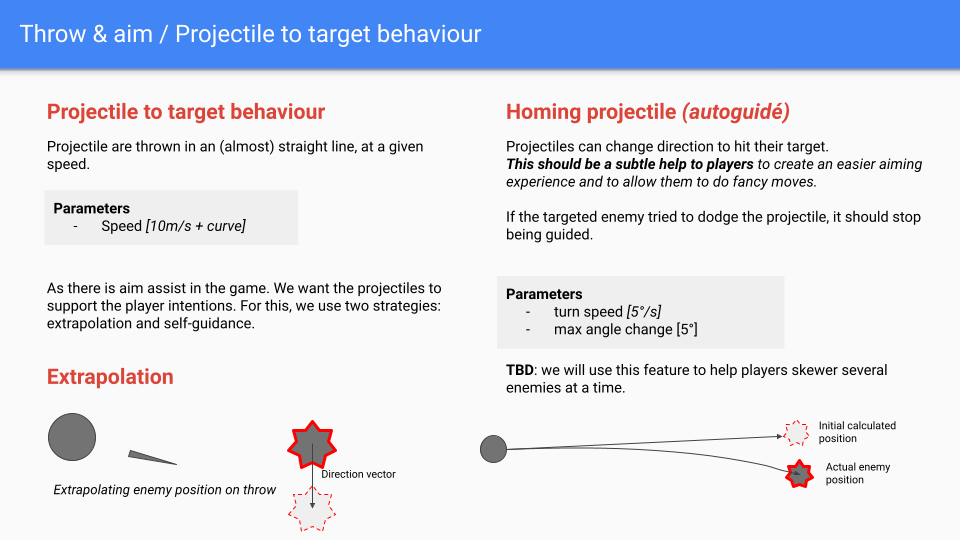 Throw & aim / Projectile to target behaviour
Projectile to target behaviour
Projectile are thrown in an (almost) straight line, at a given
speed.
Parameters
- Speed [10m/s + curve]
As there is aim assist in the game. We want the projectiles to
support the player intentions. For this, we use two strategies:
extrapolation and self-guidance.
Extrapolation
Direction vector
Extrapolating enemy position on throw
Homing projectile (autoguidé)
Projectiles can change direction to hit their target.
This should be a subtle help to players to create an easier aiming
experience and to allow them to do fancy moves.
If the targeted enemy tried to dodge the projectile, it should stop
being guided.
Parameters
- turn speed [5°/s]
- max angle change [5°]
TBD: we will use this feature to help players skewer several
enemies at a time.
Initial calculated
position
Actual enemy
position